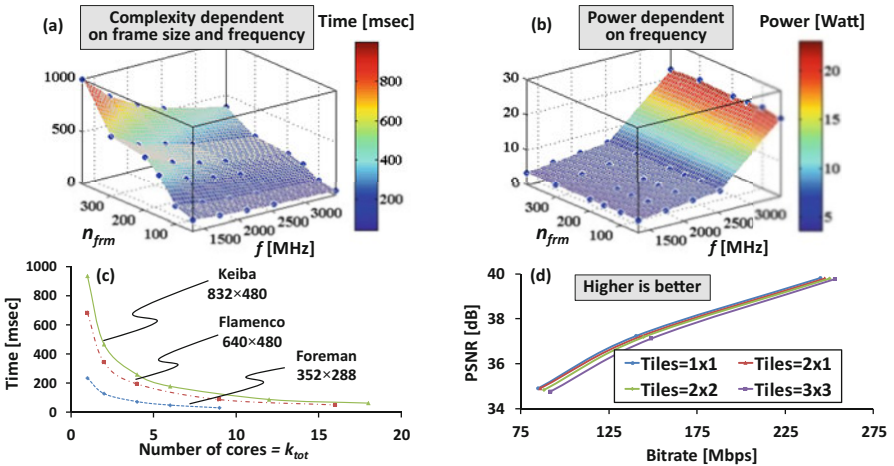 (a)
Complexity dependent
on frame size and frequency
Time [msec]
1000
500
0
300
200
100
n_frm
1500
2000
2500
3000
f [MHz]
800
600
400
200
(b)
Power dependent
on frequency
Power [Watt]
30
20
10
0
300
200
100
n_frm
1500
2000
2500
3000
f [MHz]
20
15
10
5
(c)
Keiba
832×480
Flamenco
640×480
Foreman
352×288
Time [msec]
1000
800
600
400
200
0
0
5
10
15
20
Number of cores = k_tot
(d)
Higher is better
PSNR [dB]
40
38
36
34
Tiles=1x1
Tiles=2x1
Tiles=2x2
Tiles=3x3
75
125
175
225
275
Bitrate [Mbps]